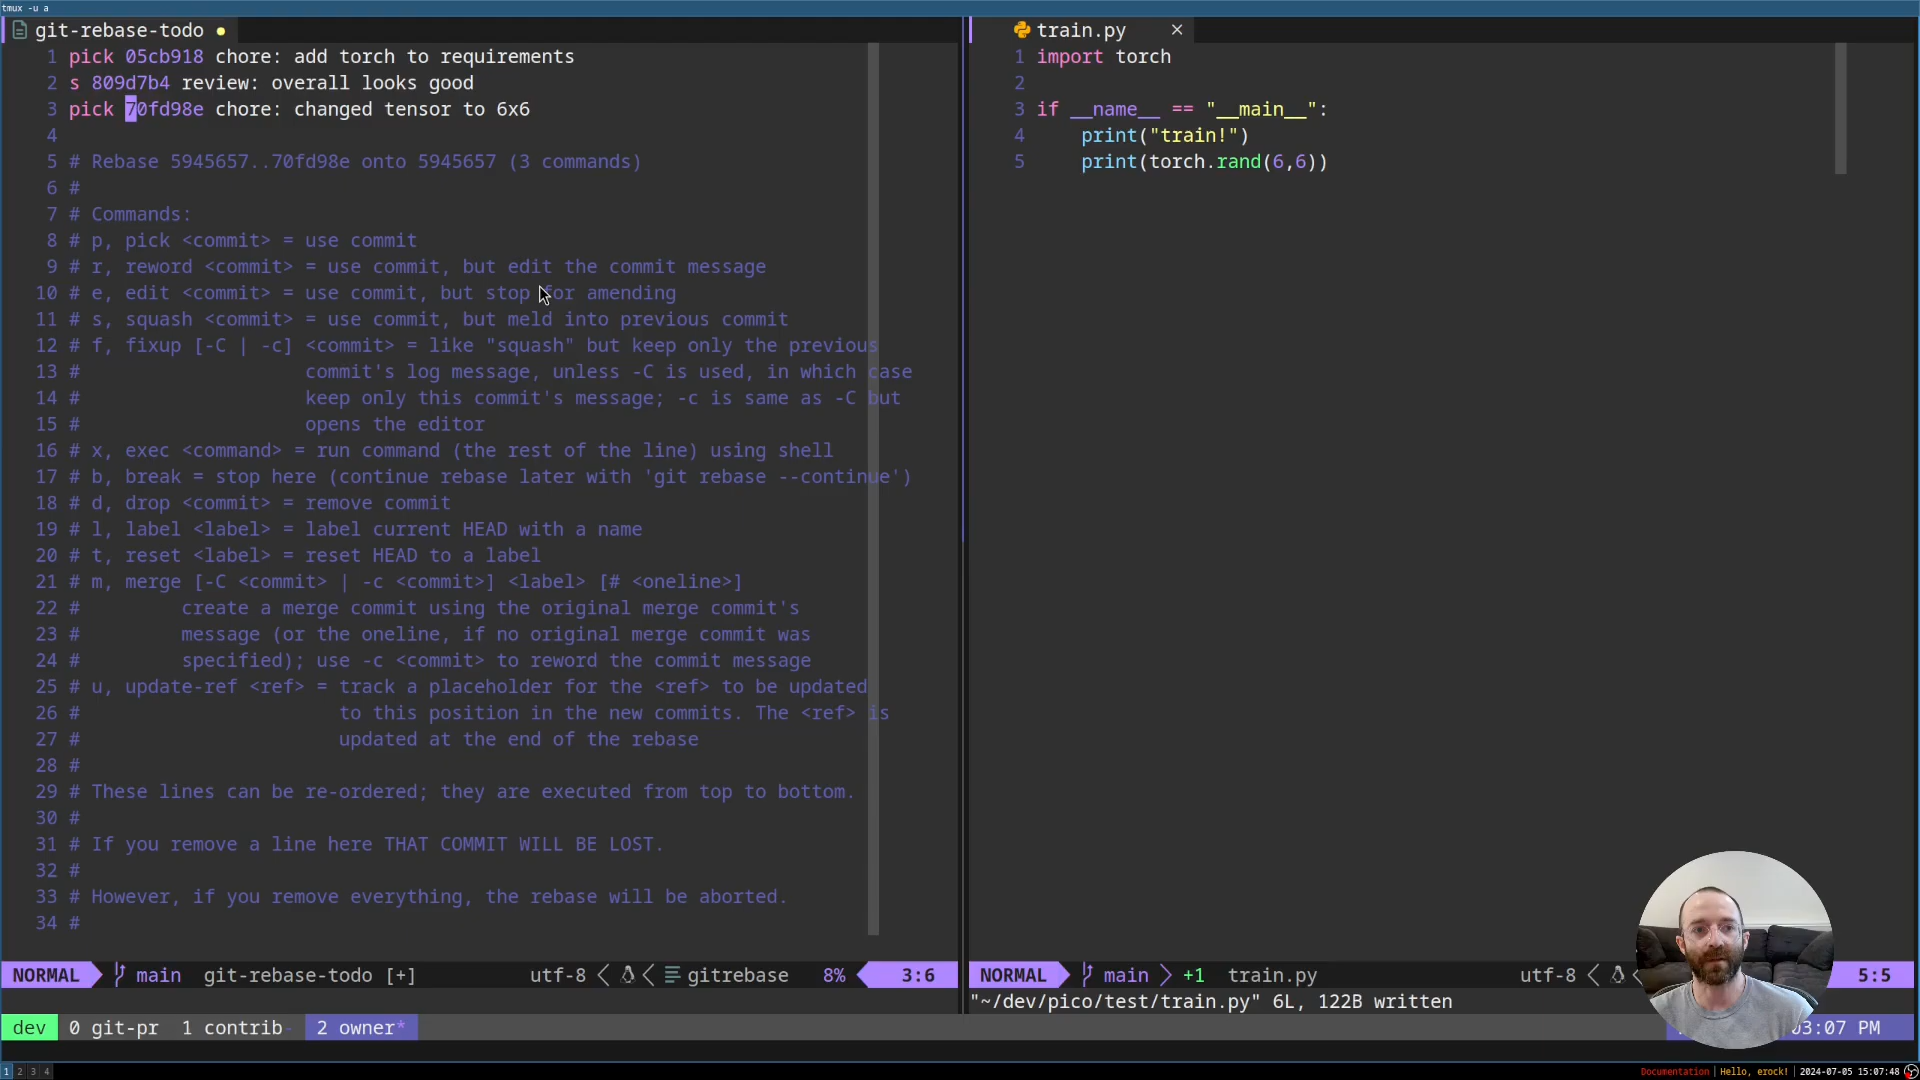 tmux -u a
git-rebase-todo ●
1 pick 05cb918 chore: add torch to requirements
2 s 809d7b4 review: overall looks good
3 pick 70fd98e chore: changed tensor to 6x6
4
5 # Rebase 5945657..70fd98e onto 5945657 (3 commands)
6 #
7 # Commands:
8 # p, pick <commit> = use commit
9 # r, reword <commit> = use commit, but edit the commit message
10 # e, edit <commit> = use commit, but stop for amending
11 # s, squash <commit> = use commit, but meld into previous commit
12 # f, fixup [-C | -c] <commit> = like "squash" but keep only the previous
13 # commit's log message, unless -C is used, in which case
14 # keep only this commit's message; -c is same as -C but
15 # opens the editor
16 # x, exec <command> = run command (the rest of the line) using shell
17 # b, break = stop here (continue rebase later with 'git rebase --continue')
18 # d, drop <commit> = remove commit
19 # l, label <label> = label current HEAD with a name
20 # t, reset <label> = reset HEAD to a label
21 # m, merge [-C <commit> | -c <commit>] <label> [# <oneline>]
22 # create a merge commit using the original merge commit's
23 # message (or the oneline, if no original merge commit was
24 # specified); use -c <commit> to reword the commit message
25 # u, update-ref <ref> = track a placeholder for the <ref> to be updated
26 # to this position in the new commits. The <ref> is
27 # updated at the end of the rebase
28 #
29 # These lines can be re-ordered; they are executed from top to bottom.
30 #
31 # If you remove a line here THAT COMMIT WILL BE LOST.
32 #
33 # However, if you remove everything, the rebase will be aborted.
34 #
NORMAL main git-rebase-todo [+] utf-8 < < gitrebase 8% 3:6
train.py ×
1 import torch
2
3 if __name__ == "__main__":
4 print("train!")
5 print(torch.rand(6,6))
NORMAL main > +1 train.py utf-8 < < 5:5
"~/dev/pico/test/train.py" 6L, 122B written
dev 0 git-pr 1 contrib- 2 owner* 03:07 PM
1 2 3 4 Documentation | Hello, erock! | 2024-07-05 15:07:48